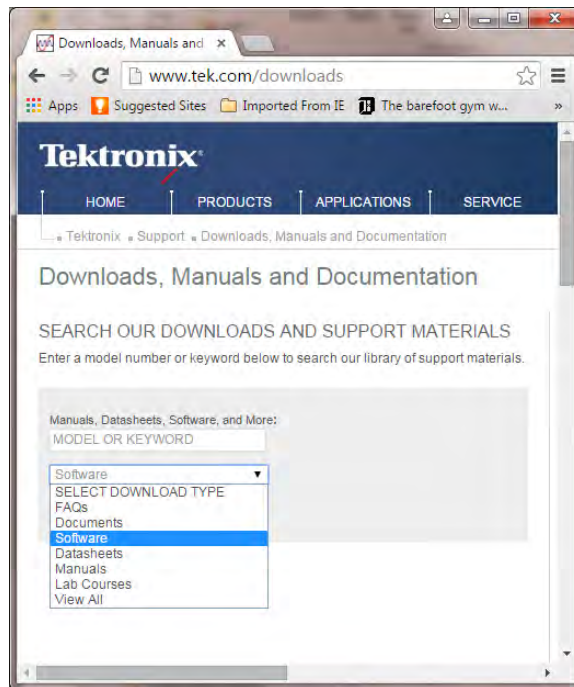 Downloads, Manuals and
www.tek.com/downloads
Apps Suggested Sites Imported From IE The barefoot gym w... »
Tektronix
HOME PRODUCTS APPLICATIONS SERVICE
Tektronix Support Downloads, Manuals and Documentation
Downloads, Manuals and Documentation
SEARCH OUR DOWNLOADS AND SUPPORT MATERIALS
Enter a model number or keyword below to search our library of support materials.
Manuals, Datasheets, Software, and More:
MODEL OR KEYWORD
Software
SELECT DOWNLOAD TYPE
FAQs
Documents
Software
Datasheets
Manuals
Lab Courses
View All